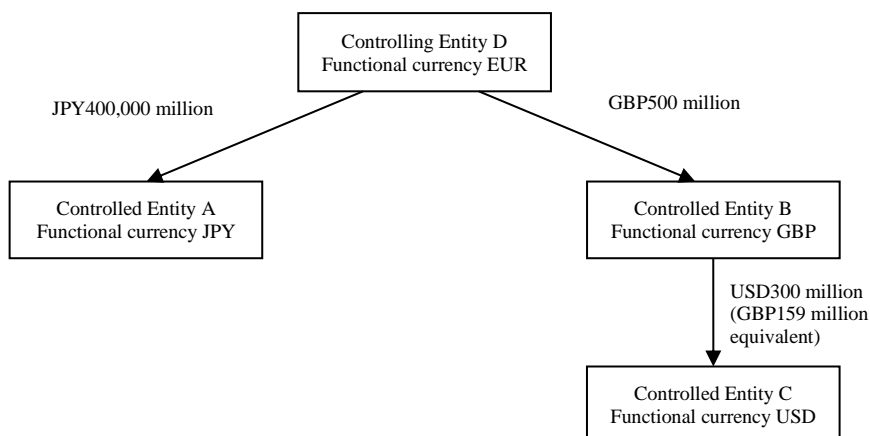 Controlling Entity D
Functional currency EUR
JPY400,000 million
GBP500 million
Controlled Entity A
Functional currency JPY
Controlled Entity B
Functional currency GBP
USD300 million
(GBP159 million
equivalent)
Controlled Entity C
Functional currency USD